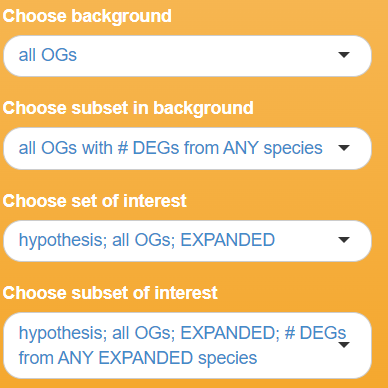 Choose background
all OGs
Choose subset in background
all OGs with # DEGs from ANY species
Choose set of interest
hypothesis; all OGs; EXPANDED
Choose subset of interest
hypothesis; all OGs; EXPANDED; # DEGs
from ANY EXPANDED species